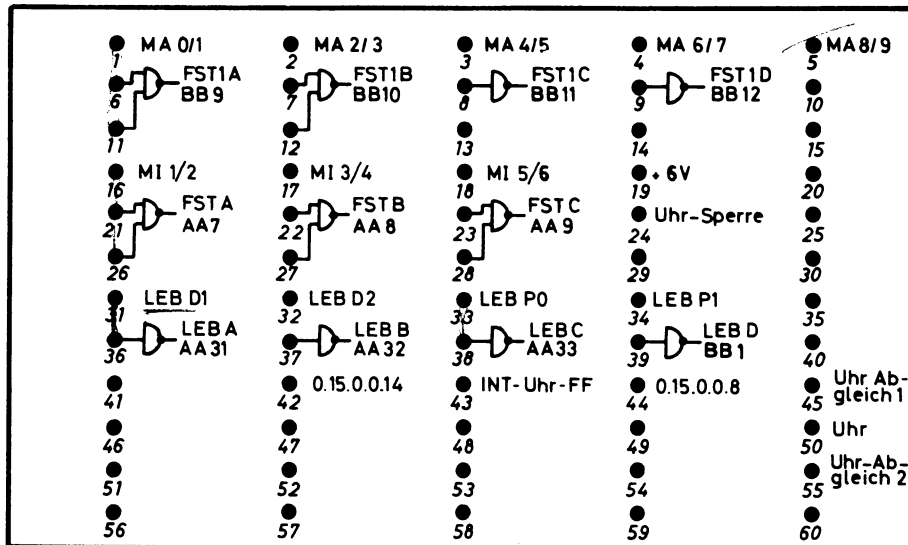 MA 0/1 MA 2/3 MA 4/5 MA 6/7 MA 8/9
1 2 3 4 5
FST1A FST1B FST1C FST1D
BB9 BB10 BB11 BB12
6 7 8 9 10
11 12 13 14 15
MI 1/2 MI 3/4 MI 5/6 + 6V
16 17 18 19 20
FST A FST B FST C Uhr-Sperre
AA7 AA8 AA9
21 22 23 24 25
26 27 28 29 30
LEB D1 LEB D2 LEB P0 LEB P1
31 32 33 34 35
LEB A LEB B LEB C LEB D
AA31 AA32 AA33 BB1
36 37 38 39 40
0.15.0.0.14 INT-Uhr-FF 0.15.0.0.8 Uhr Ab-
gleich 1
41 42 43 44 45
Uhr
46 47 48 49 50
Uhr-Ab-
gleich 2
51 52 53 54 55
56 57 58 59 60